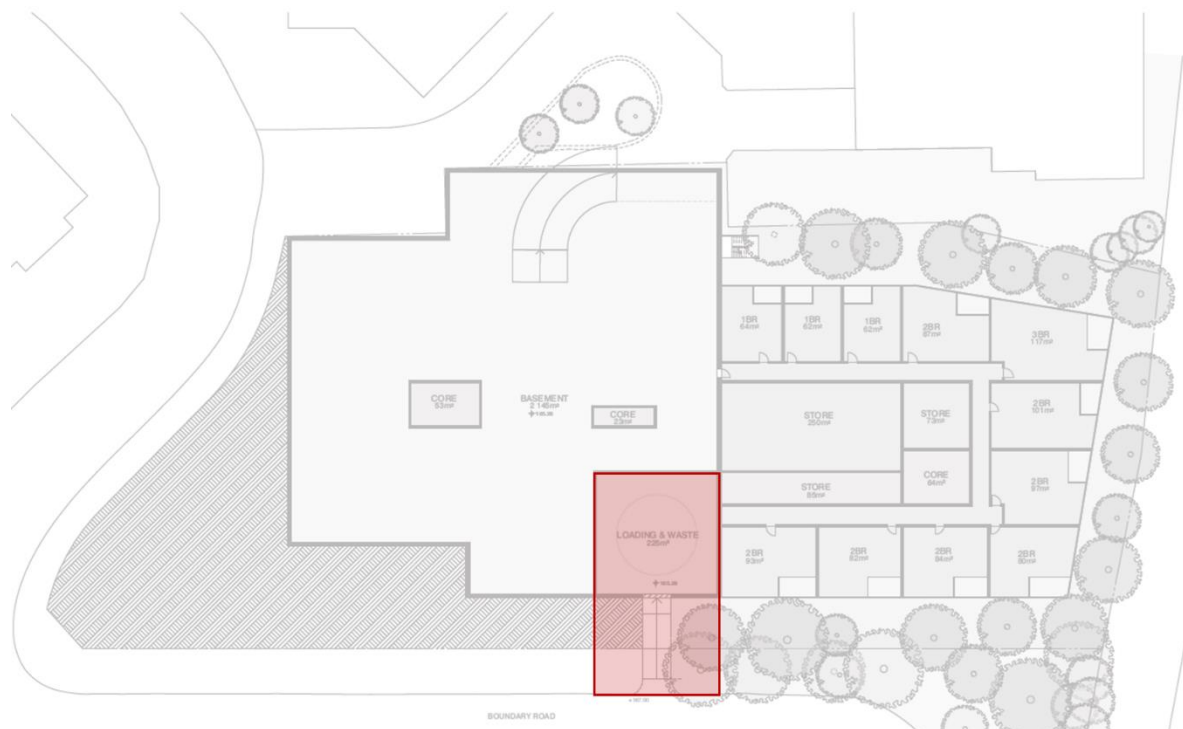 1BR
64m²
1BR
62m²
1BR
62m²
2BR
87m²
3BR
117m²
CORE
53m²
BASEMENT
2 145m²
CORE
23m²
STORE
250m²
STORE
73m²
2BR
101m²
STORE
86m²
CORE
64m²
2BR
97m²
LOADING & WASTE
225m²
2BR
93m²
2BR
82m²
2BR
84m²
2BR
90m²
BOUNDARY ROAD